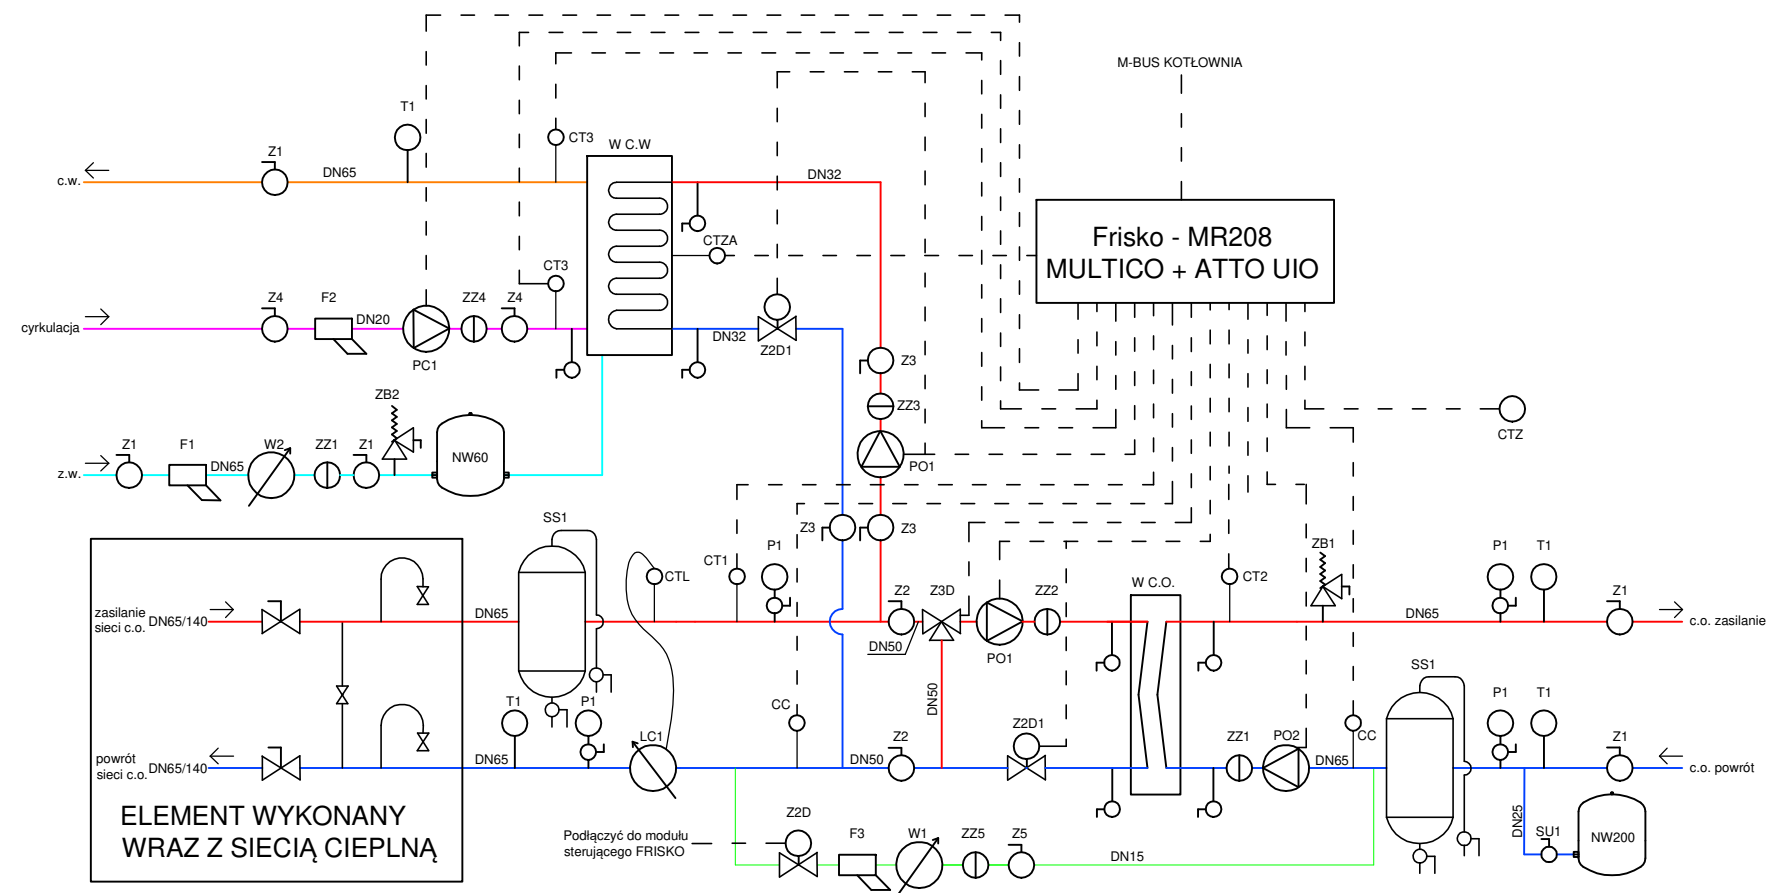 M-BUS KOTŁOWNIA
T1
CT3
W C.W
Z1
c.w.
DN65
DN32
Frisko - MR208
MULTICO + ATTO UIO
CTZA
CT3
Z4
F2
ZZ4
Z4
DN20
cyrkulacja
PC1
DN32
Z2D1
Z3
ZZ3
ZB2
CTZ
Z1
F1
W2
ZZ1
Z1
DN65
NW60
z.w.
PO1
SS1
Z3
Z3
P1
CT1
CTL
ZB1
CT2
P1
T1
W C.O.
Z2
Z3D
ZZ2
Z1
zasilanie
sieci c.o.
DN65/140
DN65
DN50
PO1
DN65
c.o. zasilanie
SS1
DN50
T1
P1
CC
LC1
Z2D1
ZZ1
PO2
CC
P1
T1
Z1
powrót
sieci c.o.
DN65/140
DN65
DN50
Z2
DN65
c.o. powrót
ELEMENT WYKONANY
WRAZ Z SIECIĄ CIEPLNĄ
Podłączyć do modułu
sterującego FRISKO
Z2D
F3
W1
ZZ5
Z5
DN15
DN25
SU1
NW200